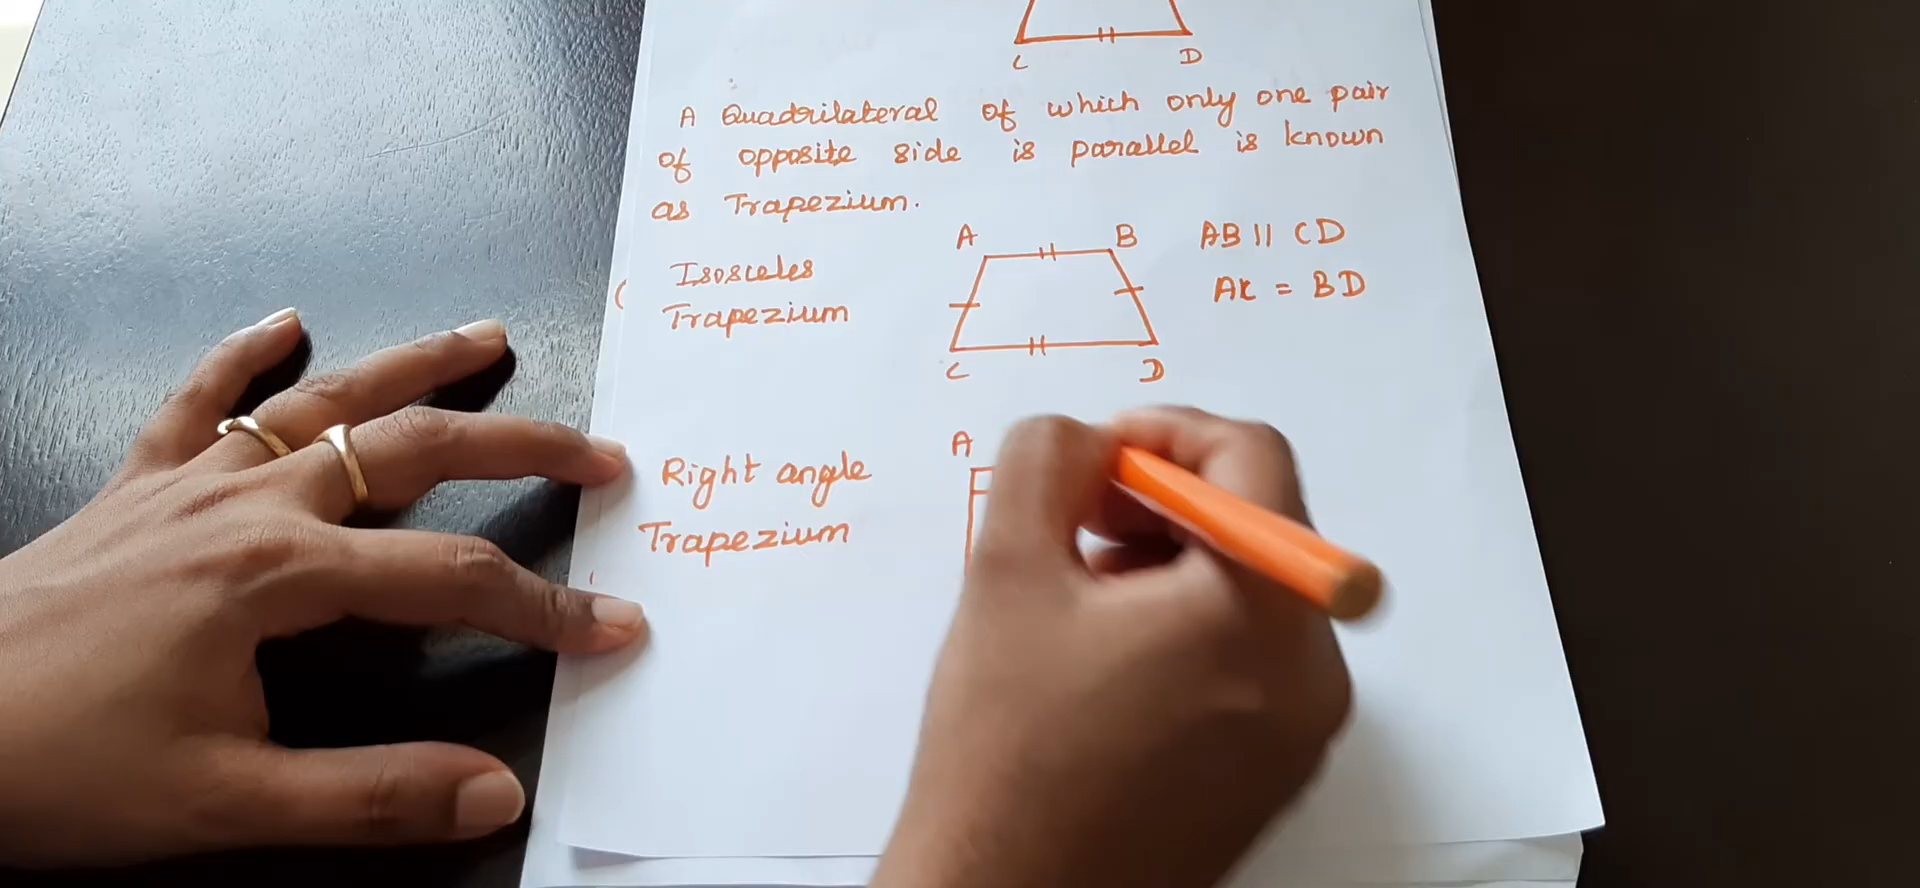 C D
A Quadrilateral of which only one pair
of opposite side is parallel is known
as Trapezium.
A B AB || CD
Isosceles
AC = BD
Trapezium
C D
A
Right angle
Trapezium